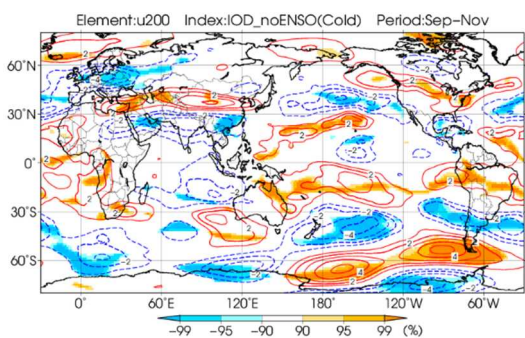 Element:u200 Index:IOD_noENSO(Cold) Period:Sep−Nov
60°N
30°N
0°
30°S
60°S
0° 60°E 120°E 180° 120°W 60°W
−99 −95 −90 90 95 99 (%)